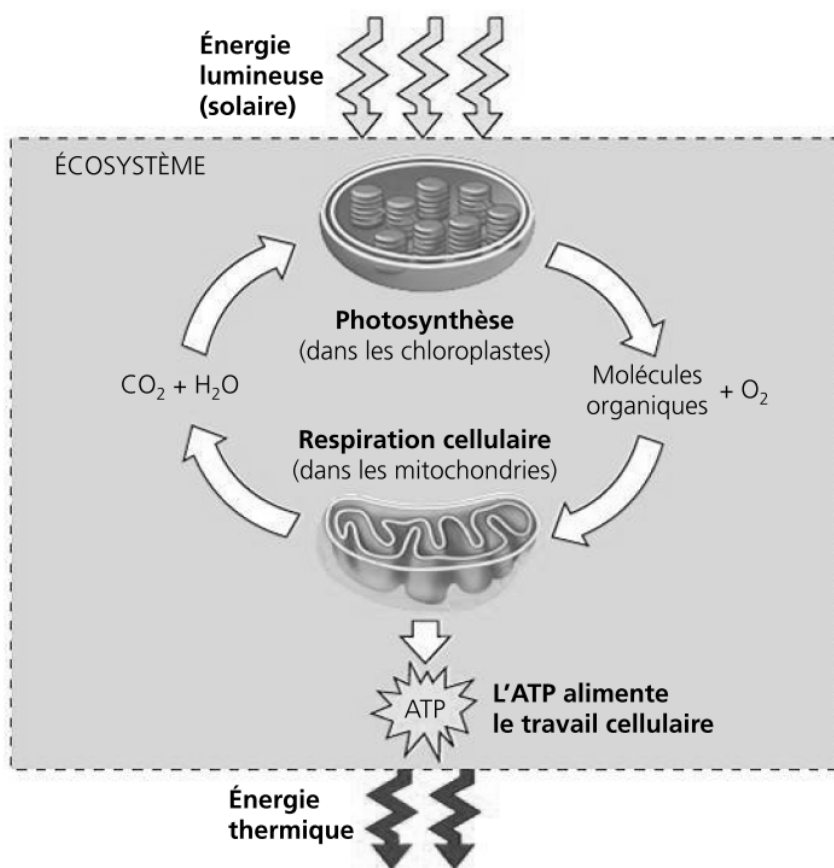 Énergie
lumineuse
(solaire)
ÉCOSYSTÈME
Photosynthèse
(dans les chloroplastes)
CO₂ + H₂O
Molécules
organiques + O₂
Respiration cellulaire
(dans les mitochondries)
ATP
L'ATP alimente
le travail cellulaire
Énergie
thermique